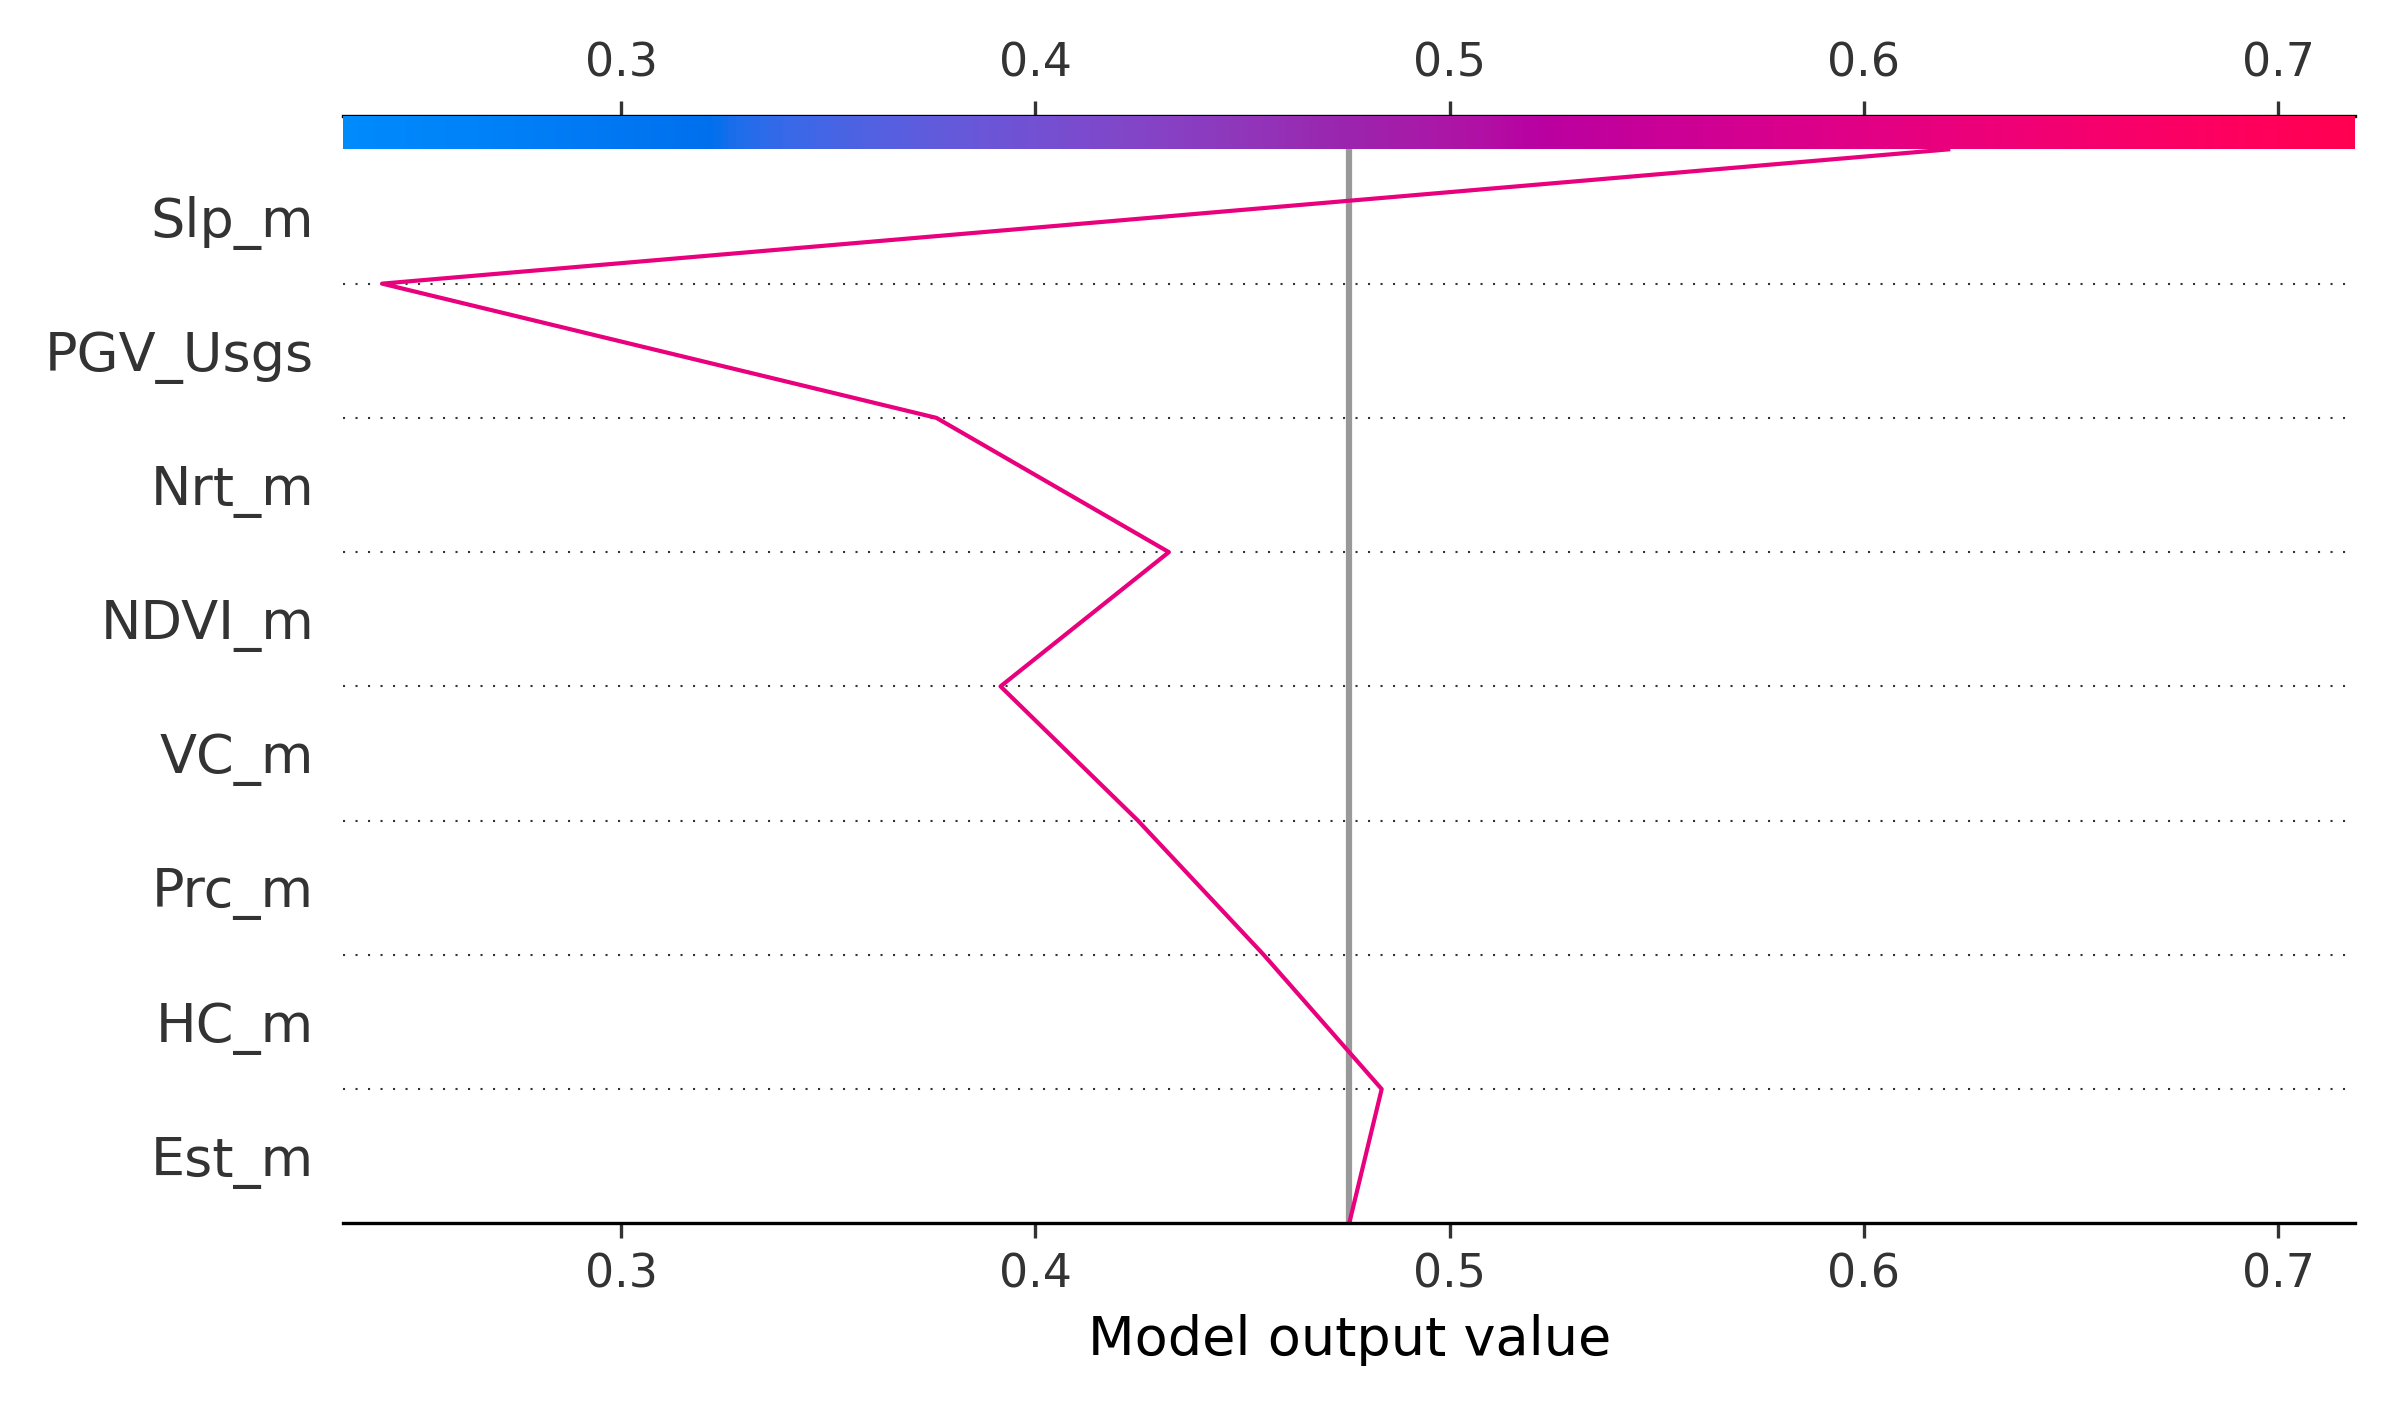 0.3 0.4 0.5 0.6 0.7
Slp_m
PGV_Usgs
Nrt_m
NDVI_m
VC_m
Prc_m
HC_m
Est_m
0.3 0.4 0.5 0.6 0.7
Model output value